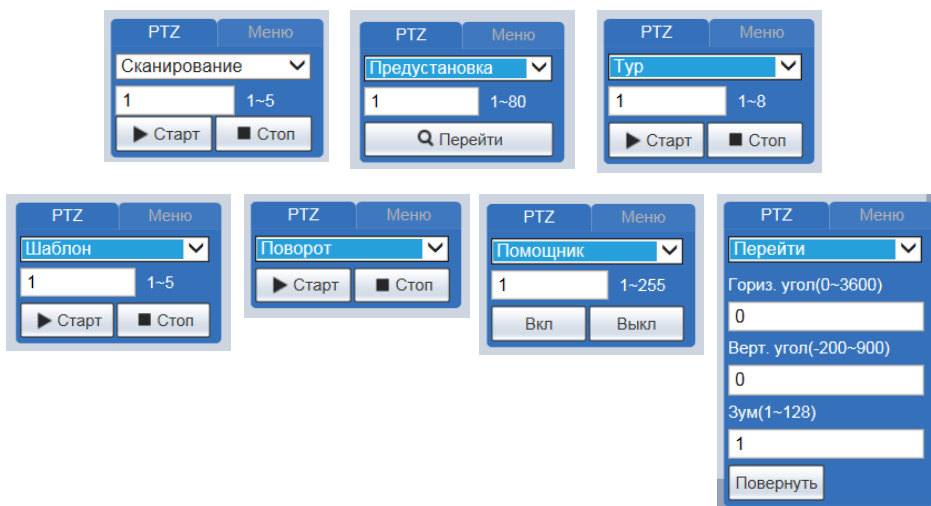 PTZ Меню
Сканирование
1 1~5
Старт Стоп
PTZ Меню
Предустановка
1 1~80
Перейти
PTZ Меню
Тур
1 1~8
Старт Стоп
PTZ Меню
Шаблон
1 1~5
Старт Стоп
PTZ Меню
Поворот
Старт Стоп
PTZ Меню
Помощник
1 1~255
Вкл Выкл
PTZ Меню
Перейти
Гориз. угол(0~3600)
0
Верт. угол(-200~900)
0
Зум(1~128)
1
Повернуть